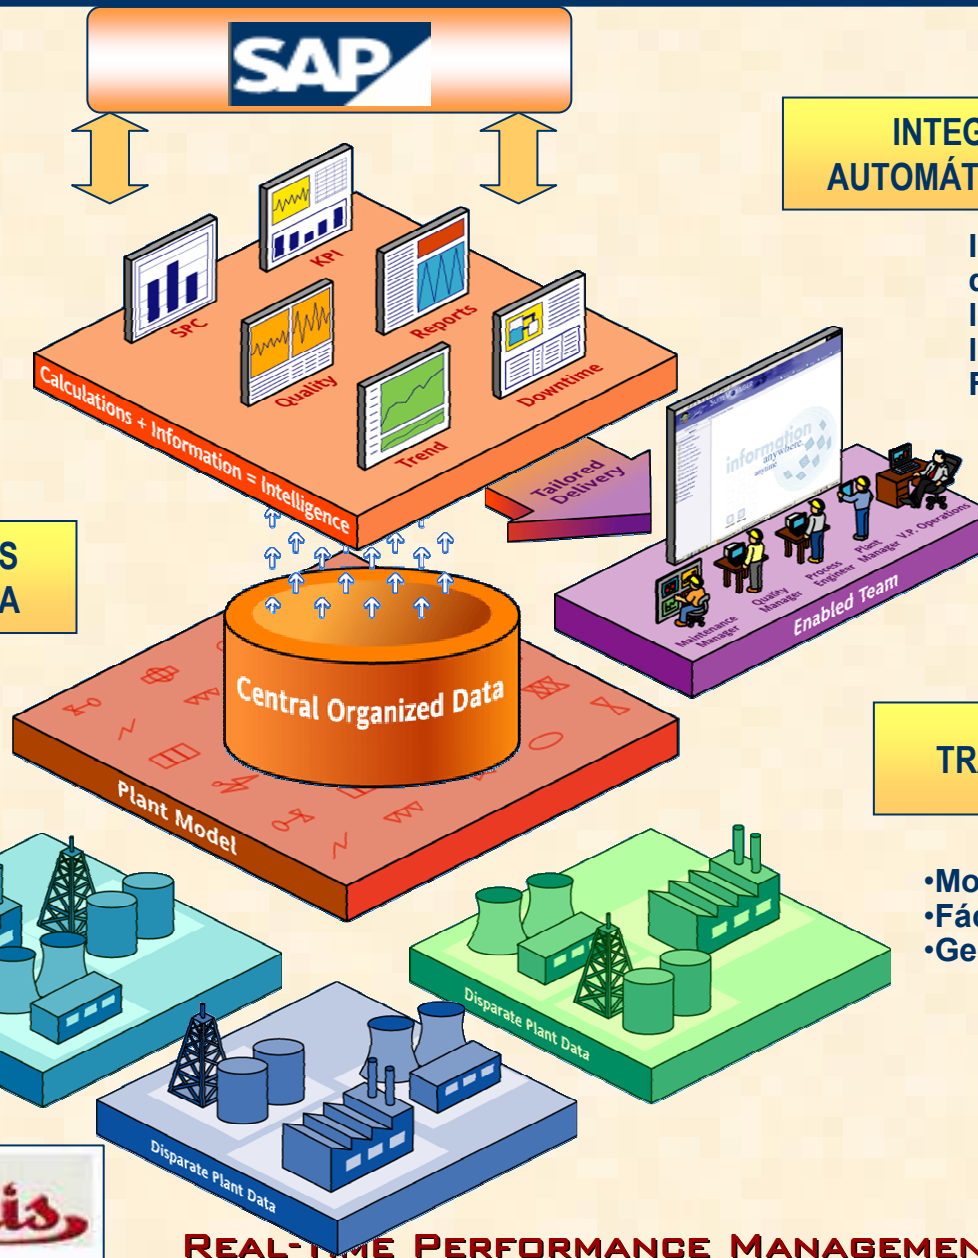 SAP
INTEG
AUTOMÁT
KPI
SPC
Reports
Quality
Downtime
Trend
Calculations + Information = Intelligence
Tailored
Delivery
information
anywhere.
anytime
V.P. Operations
Plant
Manager
Process
Engineer
Quality
Manager
Maintenance
Manager
Enabled Team
S
A
Central Organized Data
Plant Model
TRA
•Mo
•Fác
•Ge
Disparate Plant Data
Disparate Plant Data
is
REAL-TIME PERFORMANCE MANAGEMEN